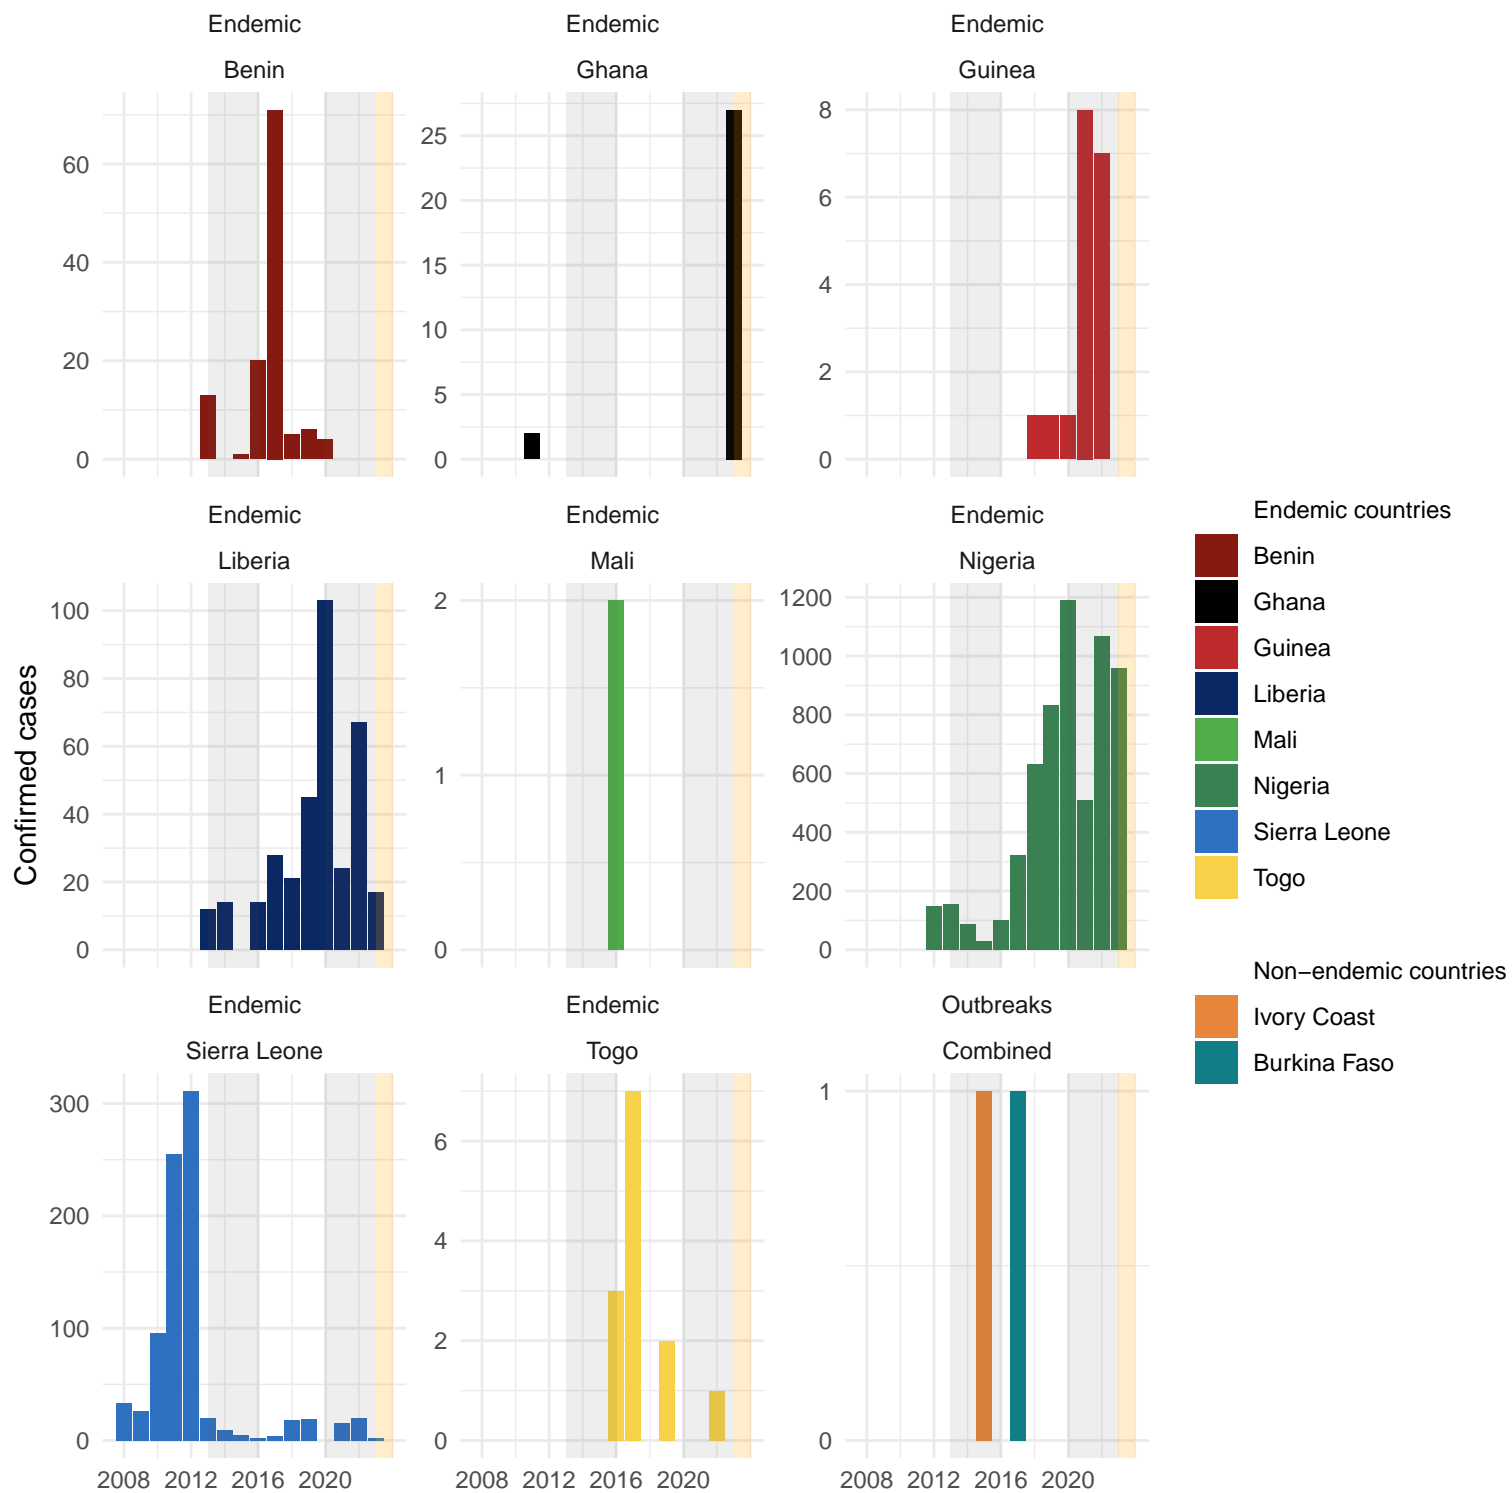 Endemic
Benin
0
20
40
60
Endemic
Ghana
0
5
10
15
20
25
Endemic
Guinea
0
2
4
6
8
Endemic
Liberia
0
20
40
60
80
100
Endemic
Mali
0
1
2
Endemic
Nigeria
0
200
400
600
800
1000
1200
Endemic
Sierra Leone
0
100
200
300
2008 2012 2016 2020
Endemic
Togo
0
2
4
6
2008 2012 2016 2020
Outbreaks
Combined
0
1
2008 2012 2016 2020
Confirmed cases
Endemic countries
Benin
Ghana
Guinea
Liberia
Mali
Nigeria
Sierra Leone
Togo
Non−endemic countries
Ivory Coast
Burkina Faso